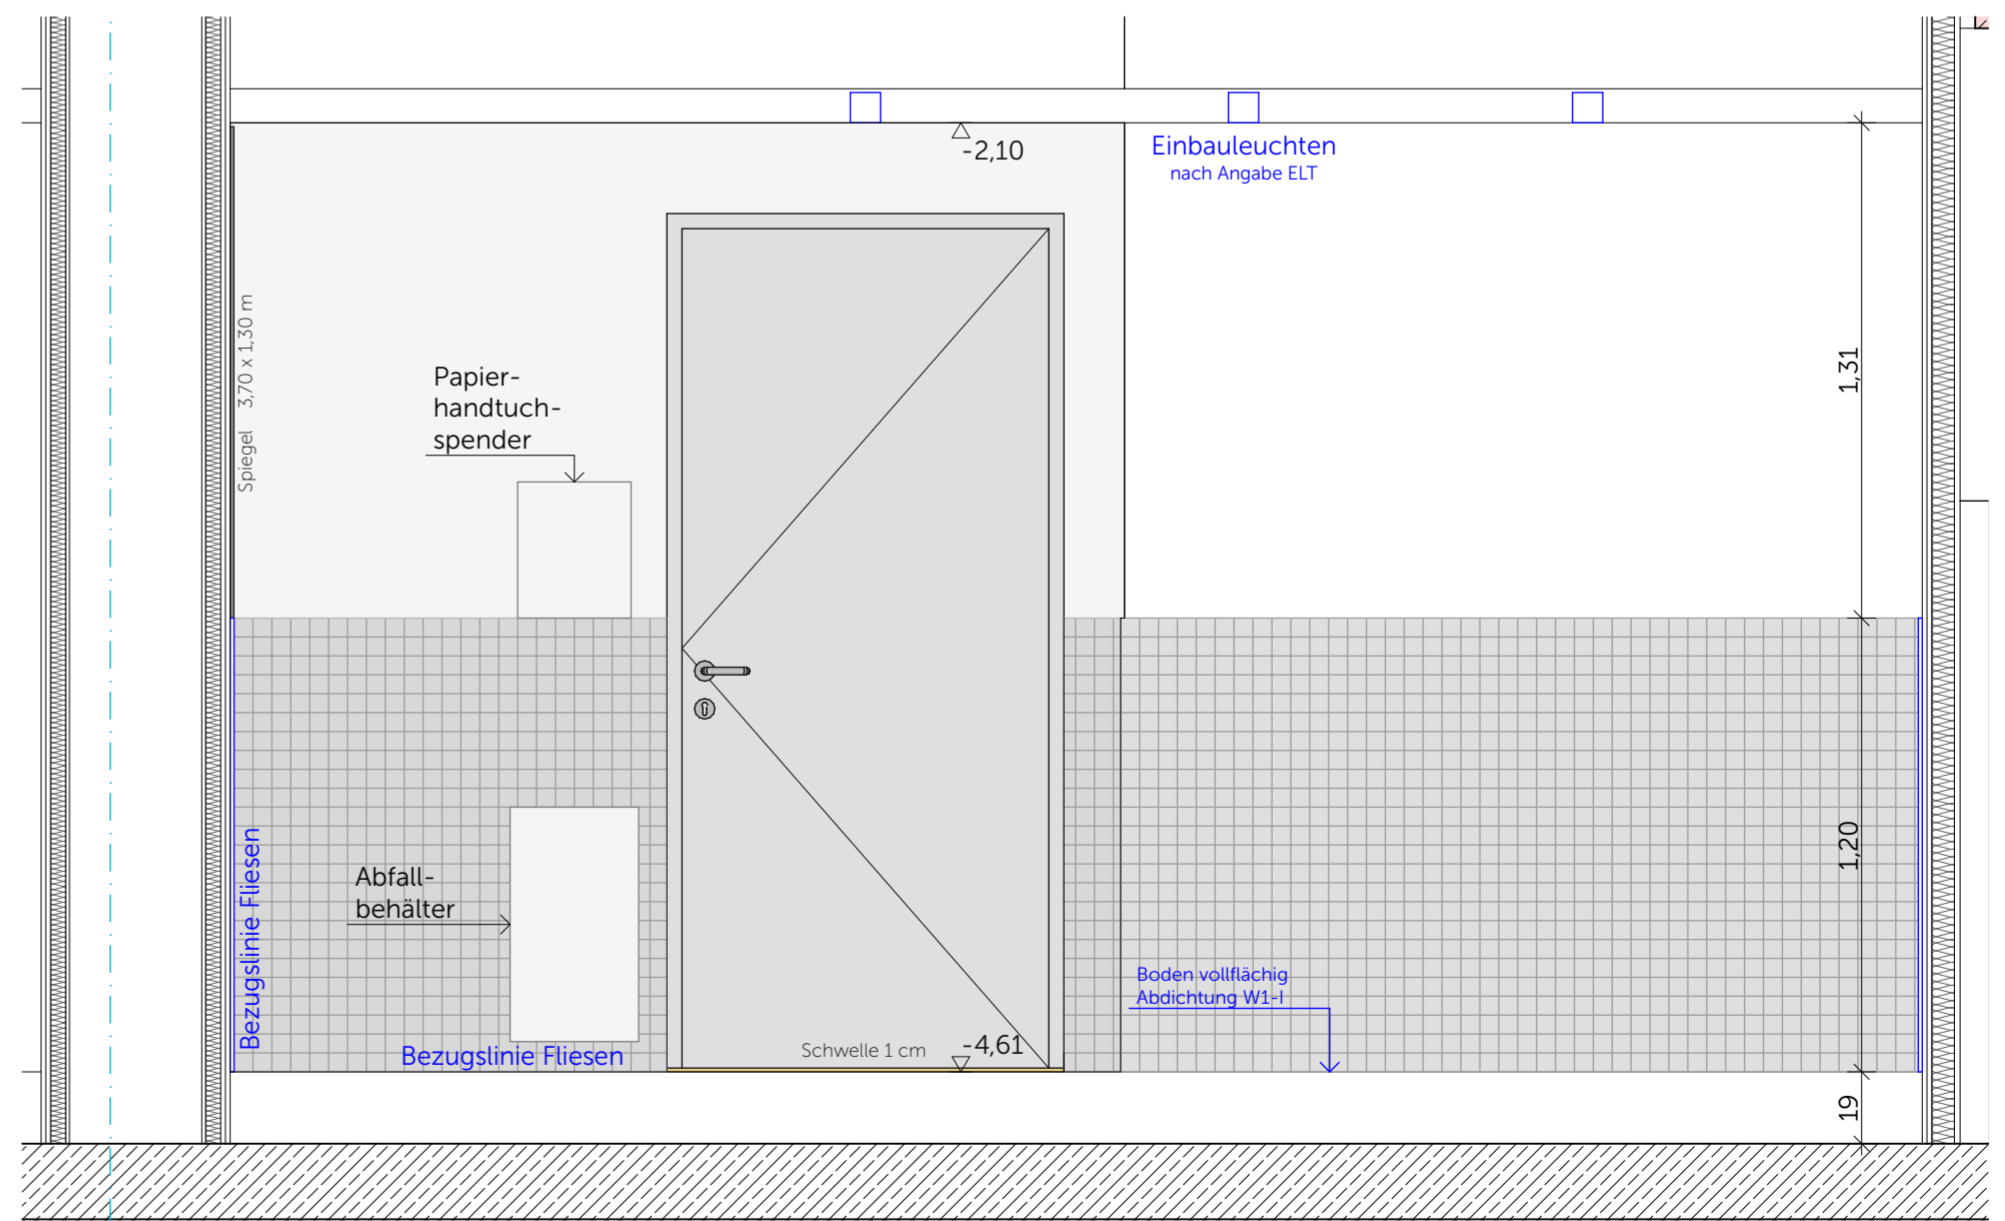 -2,10
Einbauleuchten
nach Angabe ELT
Spiegel 3,70 x 1,30 m
Papier-
handtuch-
spender
1,31
Abfall-
behälter
Bezugslinie Fliesen
Bezugslinie Fliesen
Schwelle 1 cm
-4,61
Boden vollflächig
Abdichtung W1-I
1,20
19